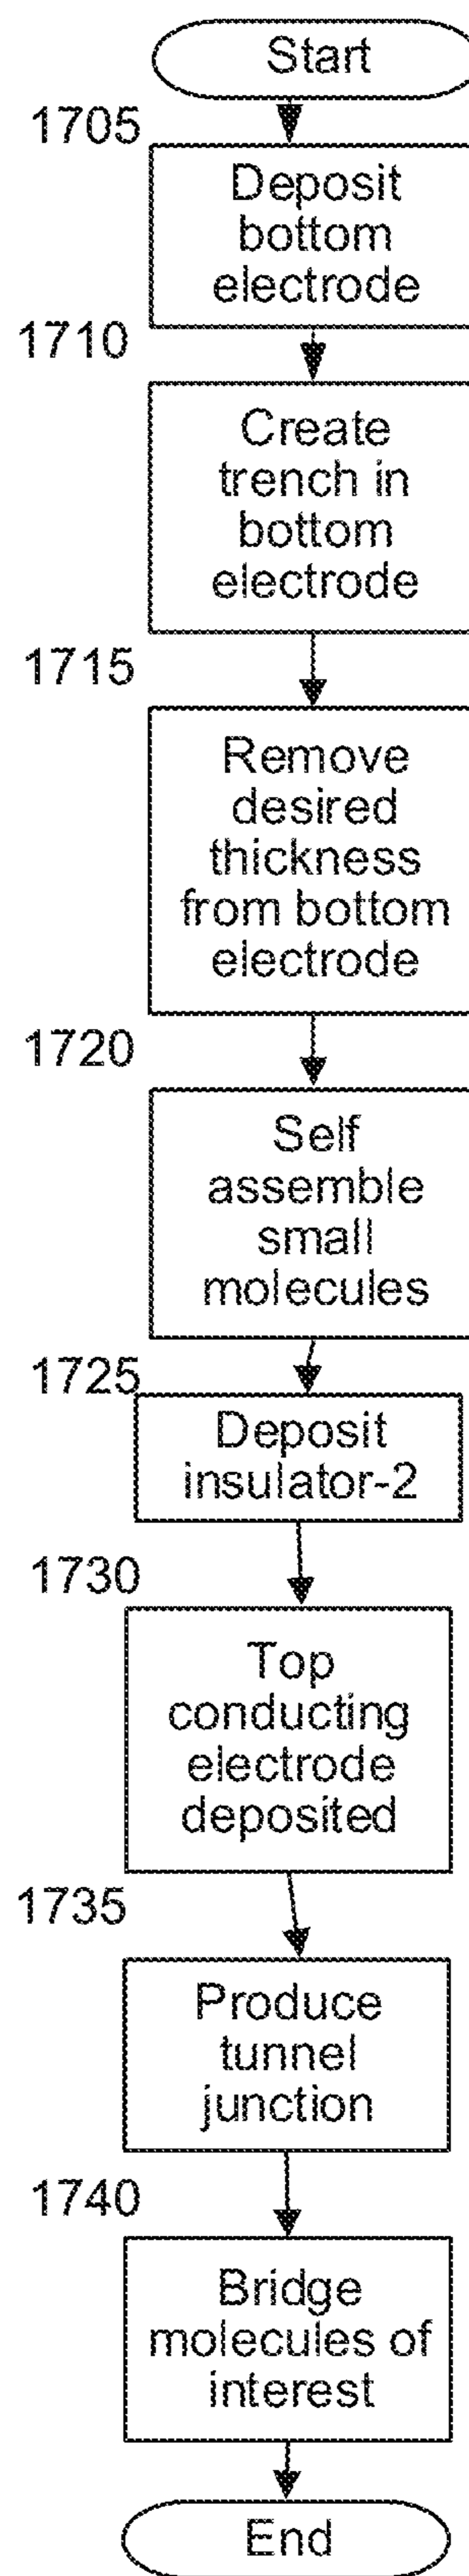 Start
1705
Deposit
bottom
electrode
1710
Create
trench in
bottom
electrode
1715
Remove
desired
thickness
from bottom
electrode
1720
Self
assemble
small
molecules
1725
Deposit
insulator-2
1730
Top
conducting
electrode
deposited
1735
Produce
tunnel
junction
1740
Bridge
molecules of
interest
End